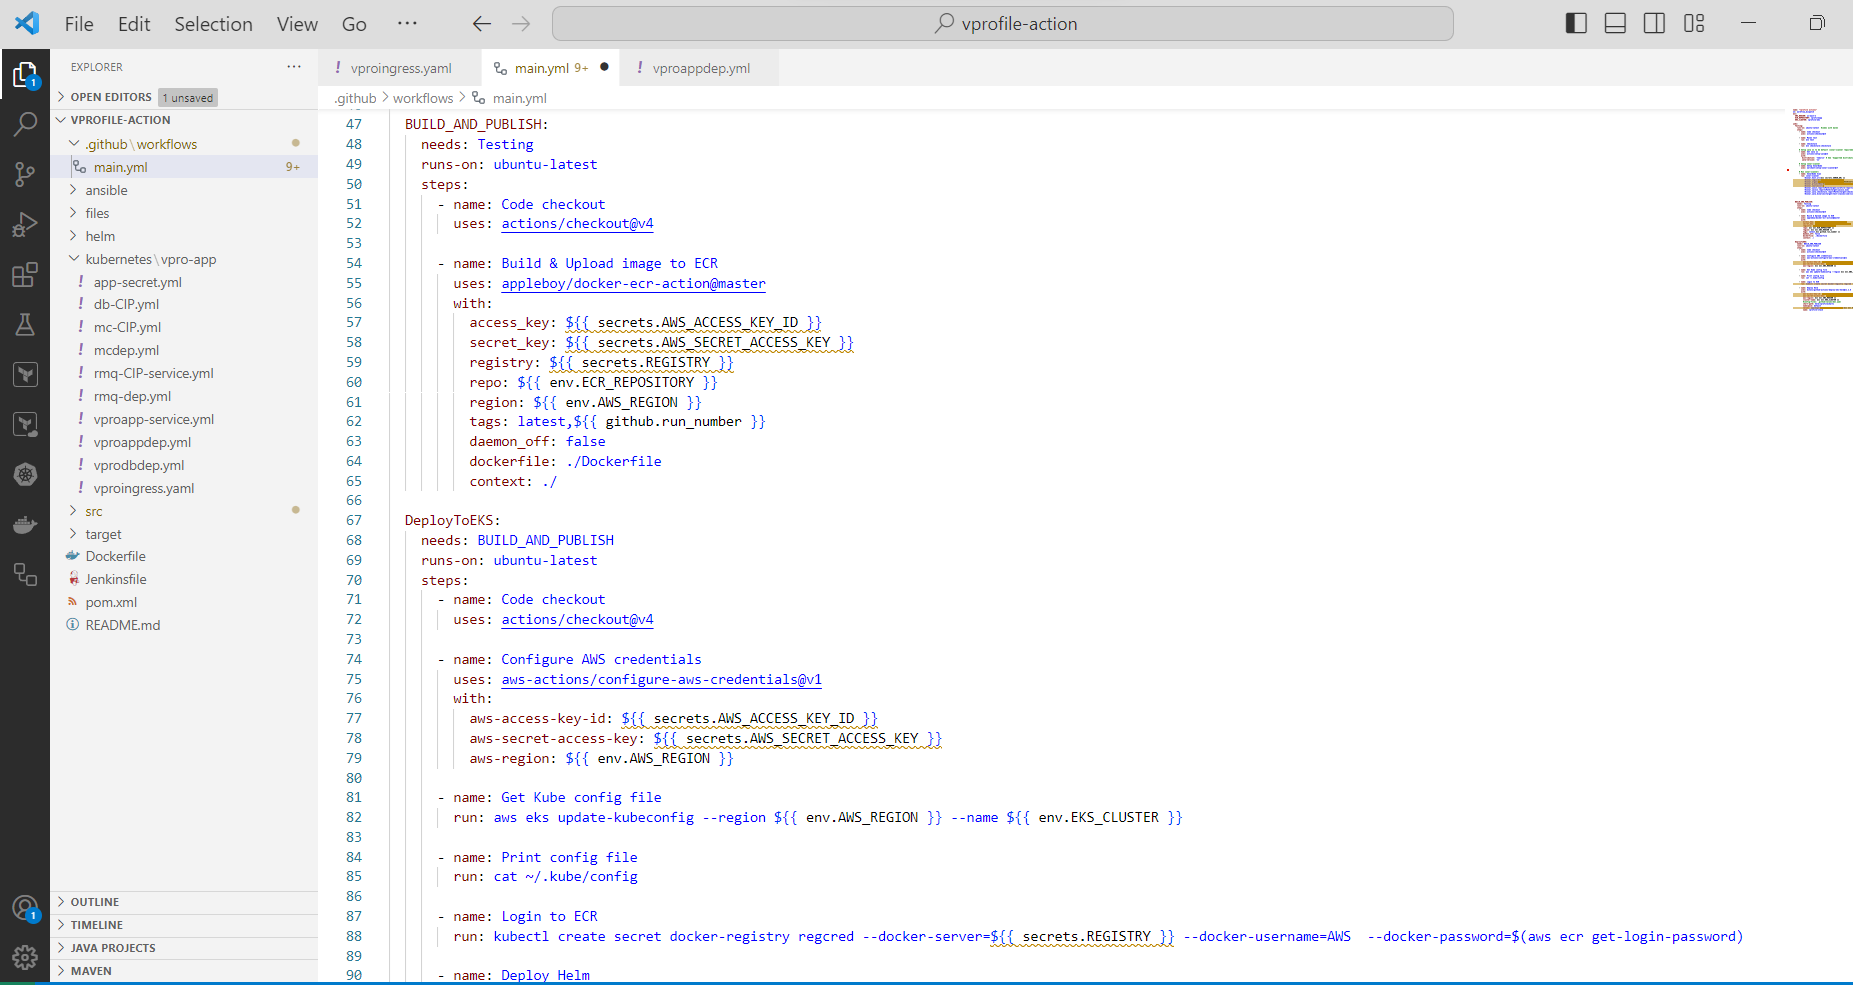 File Edit Selection View Go ··· vprofile-action
EXPLORER ···
OPEN EDITORS 1 unsaved
VPROFILE-ACTION
.github\workflows
main.yml 9+
ansible
files
helm
kubernetes\vpro-app
! app-secret.yml
! db-CIP.yml
! mc-CIP.yml
! mcdep.yml
! rmq-CIP-service.yml
! rmq-dep.yml
! vproapp-service.yml
! vproappdep.yml
! vprodbdep.yml
! vproingress.yaml
src
target
Dockerfile
Jenkinsfile
pom.xml
README.md
OUTLINE
TIMELINE
JAVA PROJECTS
MAVEN
1
1
! vproingress.yaml main.yml 9+ ● ! vproappdep.yml
.github > workflows > main.yml
47 BUILD_AND_PUBLISH:
48 needs: Testing
49 runs-on: ubuntu-latest
50 steps:
51 - name: Code checkout
52 uses: actions/checkout@v4
53
54 - name: Build & Upload image to ECR
55 uses: appleboy/docker-ecr-action@master
56 with:
57 access_key: ${{ secrets.AWS_ACCESS_KEY_ID }}
58 secret_key: ${{ secrets.AWS_SECRET_ACCESS_KEY }}
59 registry: ${{ secrets.REGISTRY }}
60 repo: ${{ env.ECR_REPOSITORY }}
61 region: ${{ env.AWS_REGION }}
62 tags: latest,${{ github.run_number }}
63 daemon_off: false
64 dockerfile: ./Dockerfile
65 context: ./
66
67 DeployToEKS:
68 needs: BUILD_AND_PUBLISH
69 runs-on: ubuntu-latest
70 steps:
71 - name: Code checkout
72 uses: actions/checkout@v4
73
74 - name: Configure AWS credentials
75 uses: aws-actions/configure-aws-credentials@v1
76 with:
77 aws-access-key-id: ${{ secrets.AWS_ACCESS_KEY_ID }}
78 aws-secret-access-key: ${{ secrets.AWS_SECRET_ACCESS_KEY }}
79 aws-region: ${{ env.AWS_REGION }}
80
81 - name: Get Kube config file
82 run: aws eks update-kubeconfig --region ${{ env.AWS_REGION }} --name ${{ env.EKS_CLUSTER }}
83
84 - name: Print config file
85 run: cat ~/.kube/config
86
87 - name: Login to ECR
88 run: kubectl create secret docker-registry regcred --docker-server=${{ secrets.REGISTRY }} --docker-username=AWS  --docker-password=$(aws ecr get-login-password)
89
90 - name: Deploy Helm